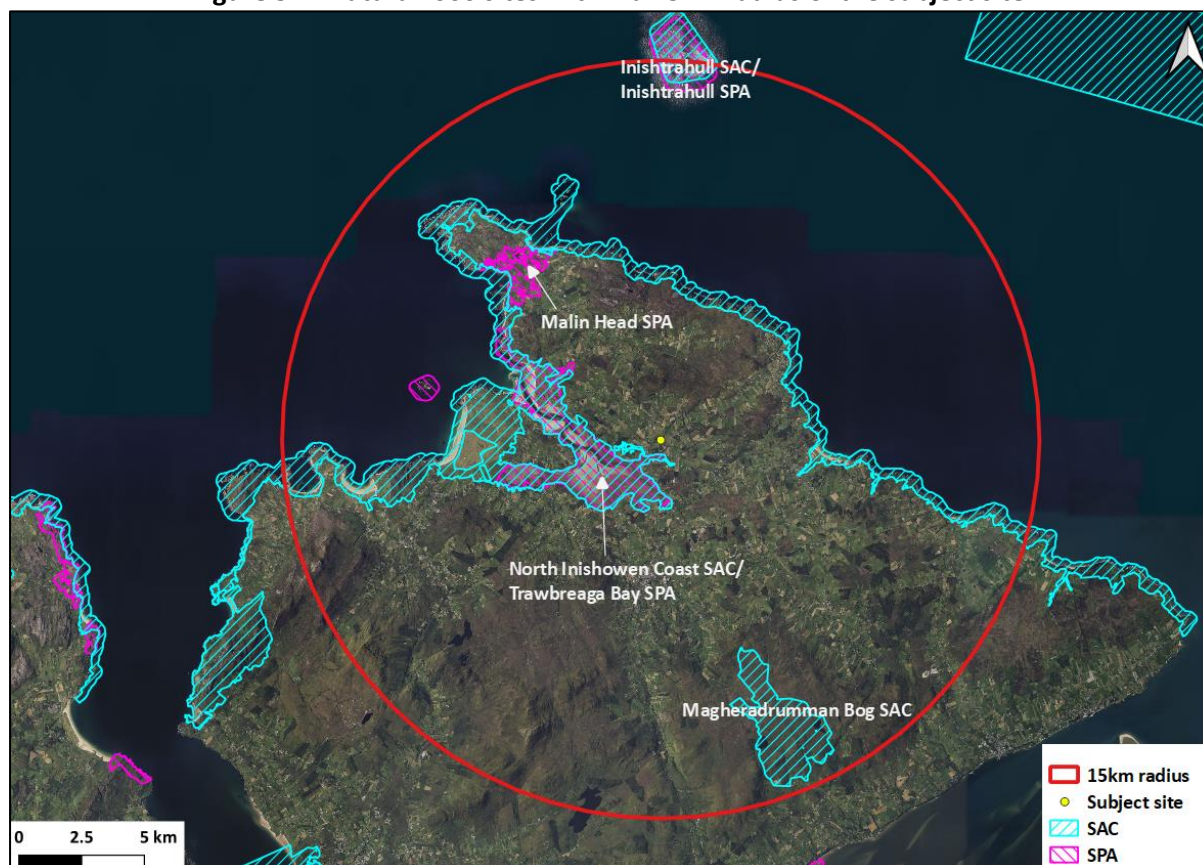 Inishtrahull SAC/
Inishtrahull SPA
Malin Head SPA
North Inishowen Coast SAC/
Trawbreaga Bay SPA
Magheradrumman Bog SAC
15km radius
Subject site
SAC
SPA
0 2.5 5 km